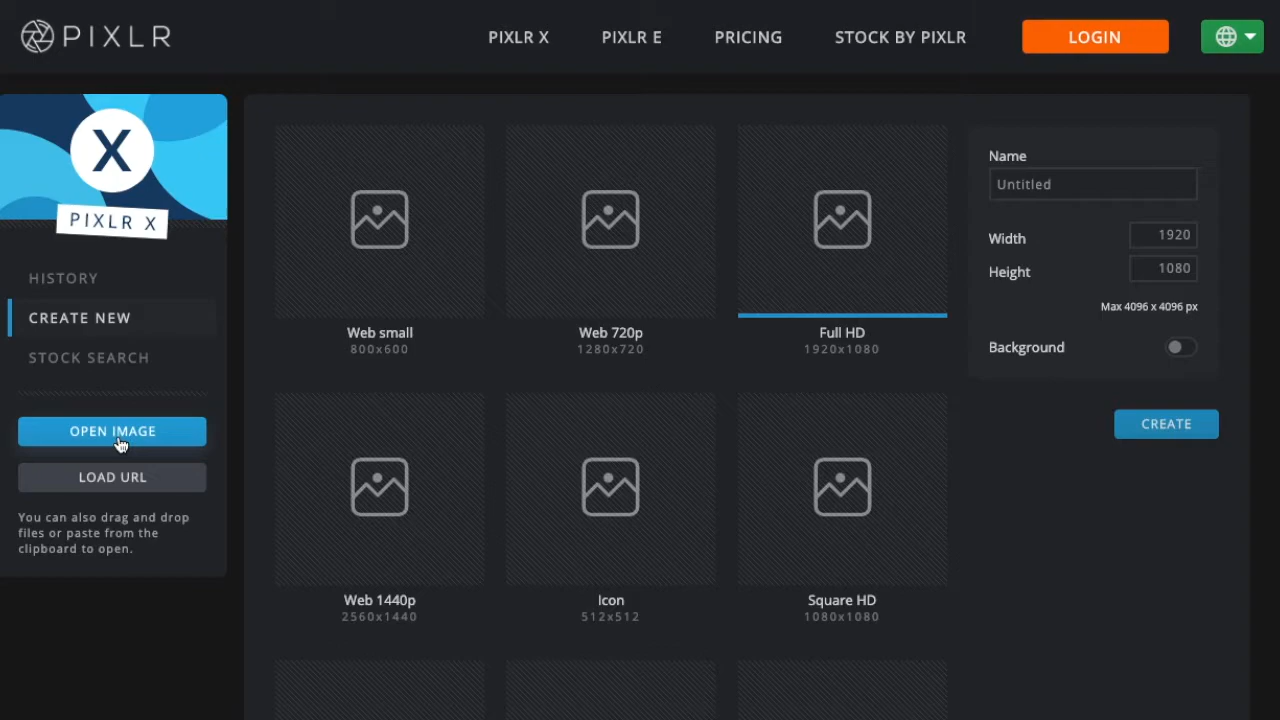 PIXLR
PIXLR X
PIXLR E
PRICING
STOCK BY PIXLR
LOGIN
X
PIXLR X
HISTORY
CREATE NEW
STOCK SEARCH
OPEN IMAGE
LOAD URL
You can also drag and drop
files or paste from the
clipboard to open.
Web small
800x600
Web 720p
1280x720
Full HD
1920x1080
Web 1440p
2560x1440
Icon
512x512
Square HD
1080x1080
Name
Untitled
Width
1920
Height
1080
Max 4096 x 4096 px
Background
CREATE